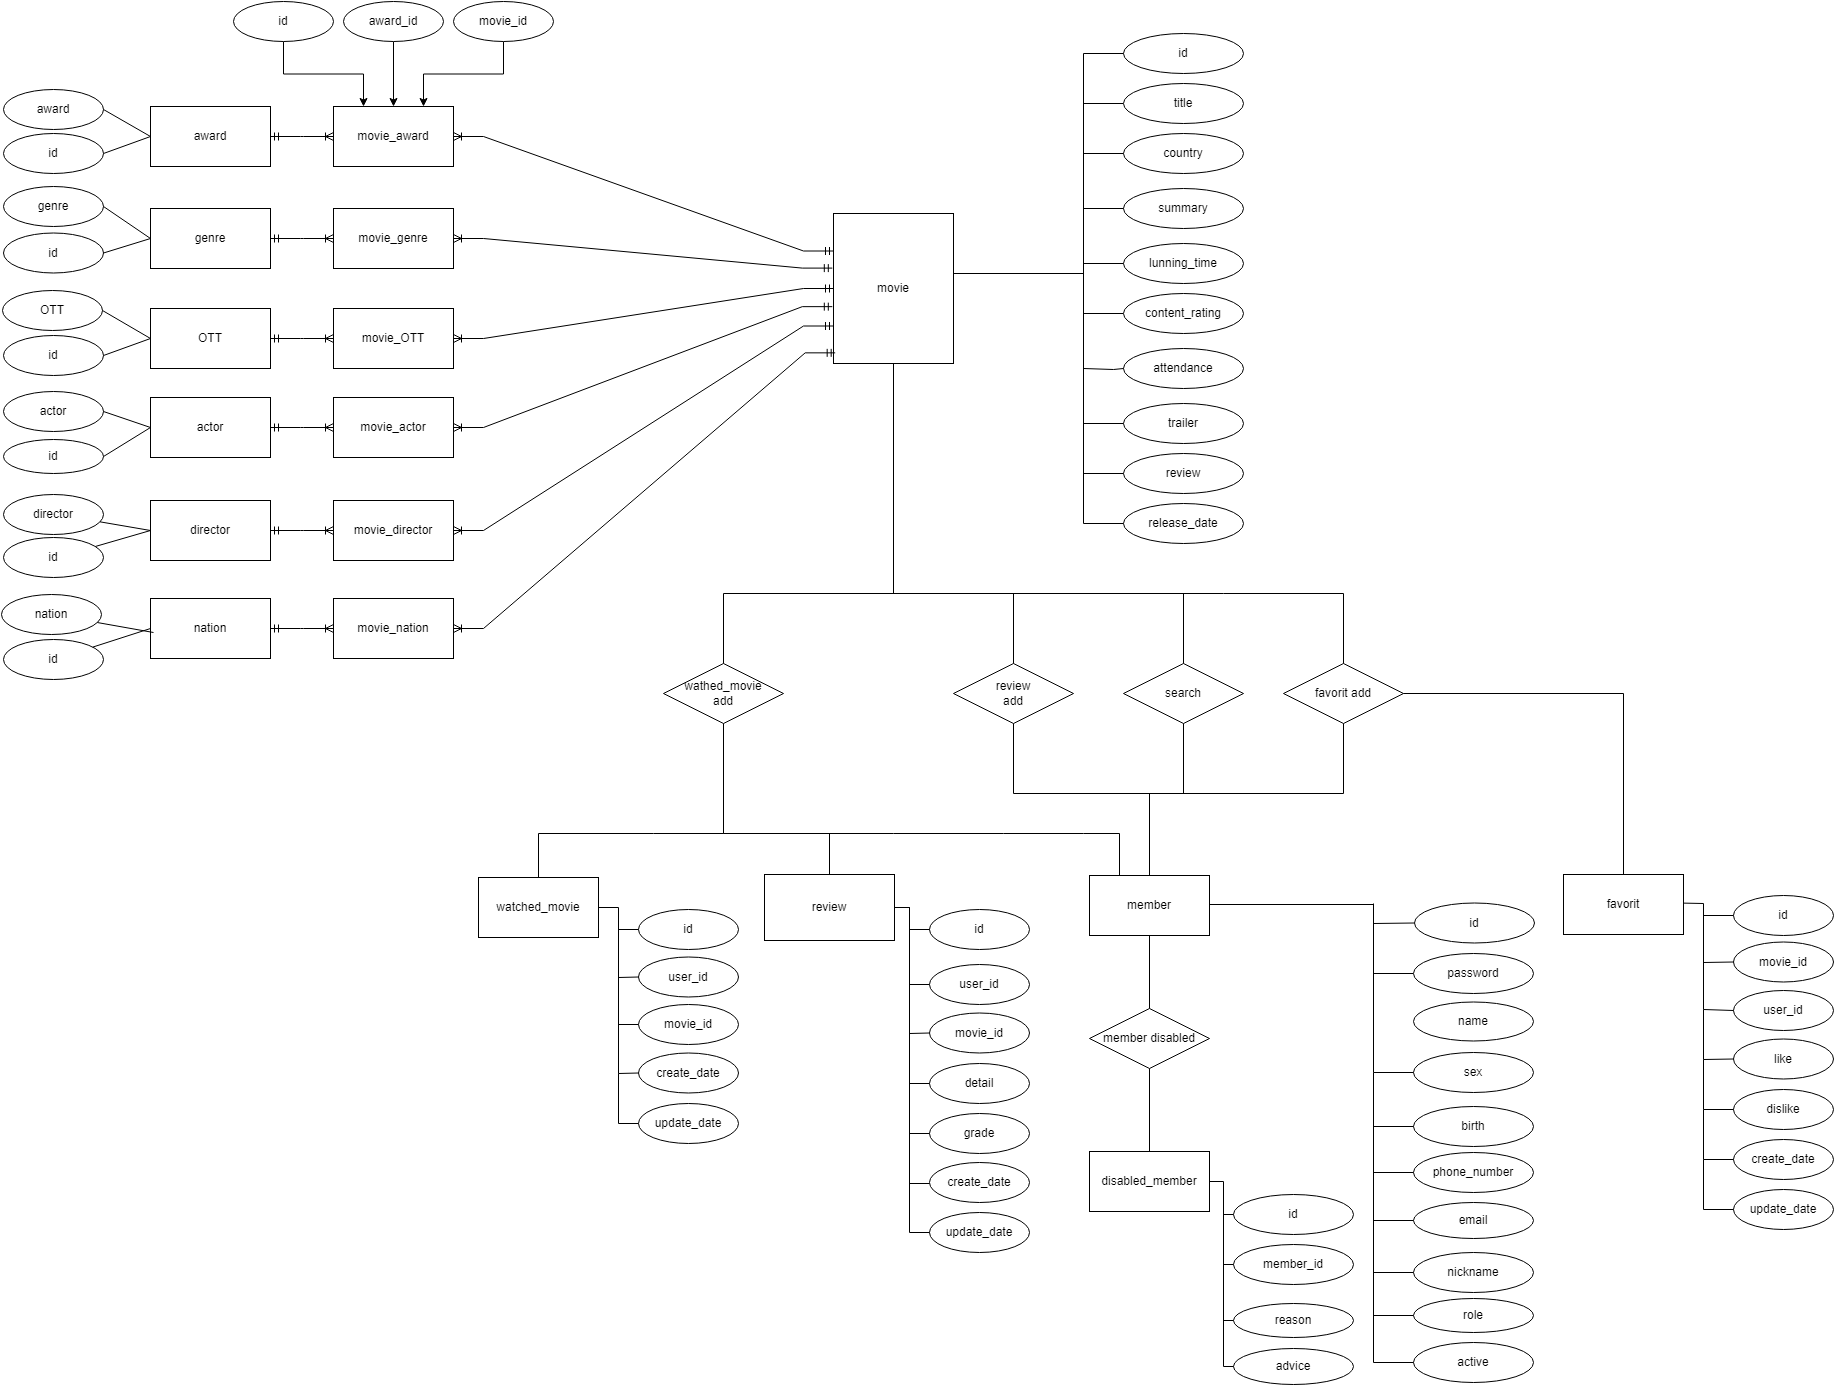 id
award_id
movie_id
award
id
award
movie_award
genre
id
genre
movie_genre
OTT
id
OTT
movie_OTT
actor
id
actor
movie_actor
director
id
director
movie_director
nation
id
nation
movie_nation
movie
id
title
country
summary
lunning_time
content_rating
attendance
trailer
review
release_date
wathed_movie
add
review
add
search
favorit add
watched_movie
id
user_id
movie_id
create_date
update_date
review
id
user_id
movie_id
detail
grade
create_date
update_date
member
id
password
name
sex
birth
phone_number
email
nickname
role
active
member disabled
disabled_member
id
member_id
reason
advice
favorit
id
movie_id
user_id
like
dislike
create_date
update_date